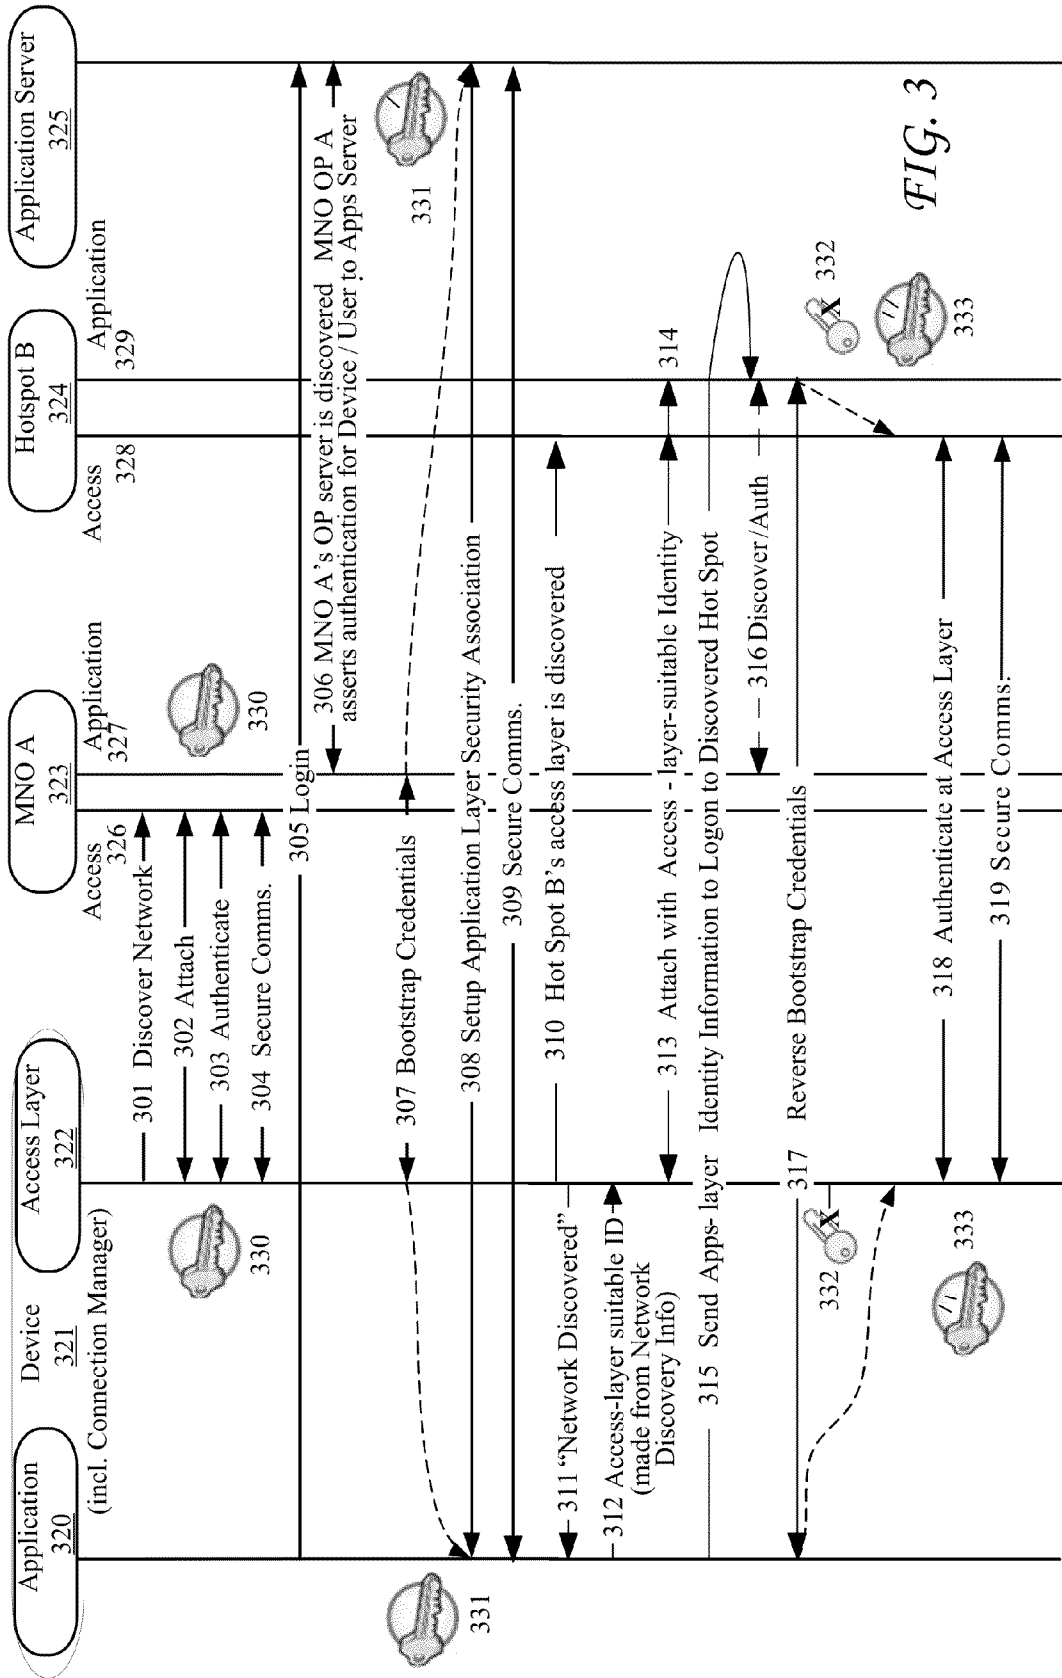 Application
320
Device
321
Access Layer
322
(incl. Connection Manager)
MNO A
323
Access
326
Application
327
Hotspot B
324
Access
328
Application
329
Application Server
325
301 Discover Network
302 Attach
303 Authenticate
304 Secure Comms.
330
330
305 Login
306 MNO A's OP server is discovered MNO OP A
asserts authentication for Device / User to Apps Server
307 Bootstrap Credentials
331
331
308 Setup Application Layer Security Association
309 Secure Comms.
310 Hot Spot B's access layer is discovered
311 “Network Discovered”
312 Access-layer suitable ID
(made from Network
Discovery Info)
313 Attach with Access - layer-suitable Identity
314
315 Send Apps- layer Identity Information to Logon to Discovered Hot Spot
316 Discover/Auth
317 Reverse Bootstrap Credentials
332
X
332
X
333
333
318 Authenticate at Access Layer
319 Secure Comms.
FIG. 3